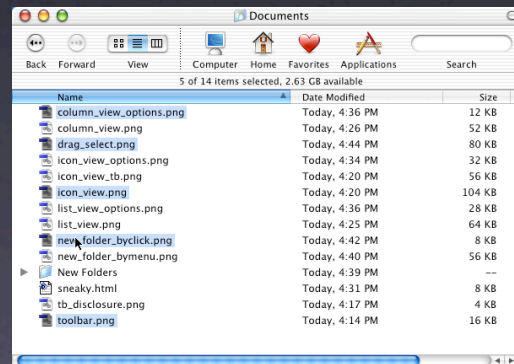 Documents
Back Forward View Computer Home Favorites Applications Search
5 of 14 items selected, 2.63 GB available
Name Date Modified Size
column_view_options.png Today, 4:36 PM 12 KB
column_view.png Today, 4:26 PM 52 KB
drag_select.png Today, 4:44 PM 80 KB
icon_view_options.png Today, 4:34 PM 32 KB
icon_view_tb.png Today, 4:20 PM 56 KB
icon_view.png Today, 4:20 PM 104 KB
list_view_options.png Today, 4:36 PM 28 KB
list_view.png Today, 4:25 PM 64 KB
new_folder_byclick.png Today, 4:42 PM 8 KB
new_folder_bymenu.png Today, 4:40 PM 56 KB
New Folders Today, 4:39 PM --
sneaky.html Today, 4:31 PM 8 KB
tb_disclosure.png Today, 4:17 PM 4 KB
toolbar.png Today, 4:14 PM 16 KB